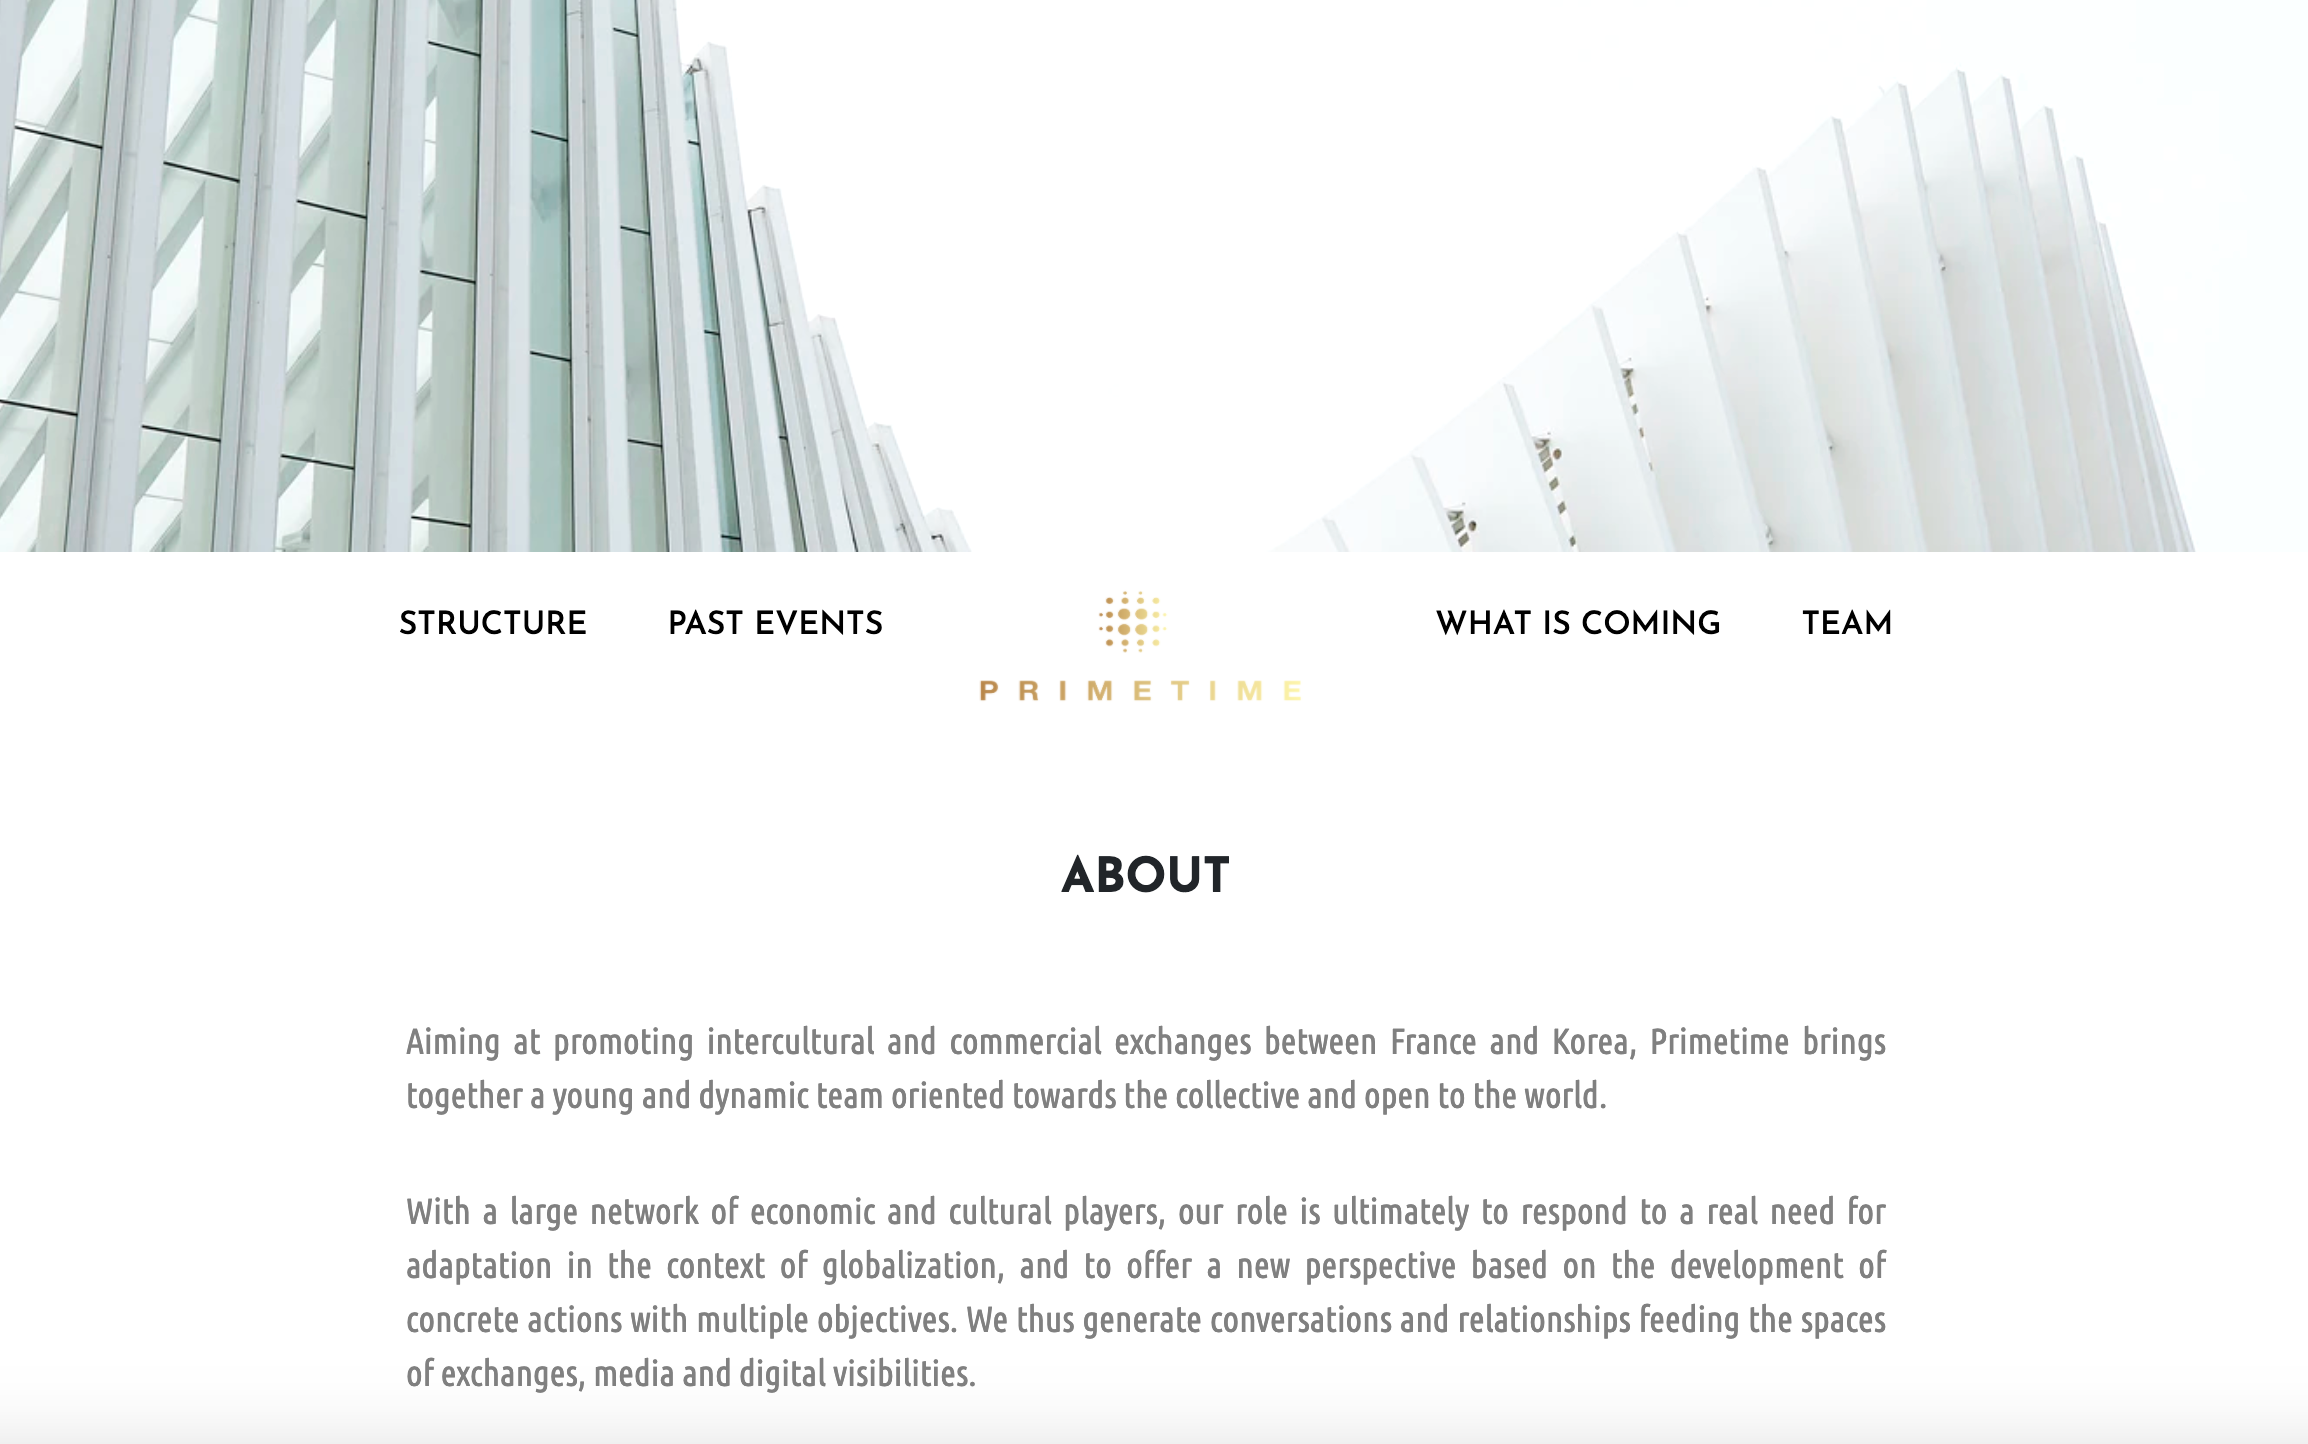 STRUCTURE PAST EVENTS WHAT IS COMING TEAM
PRIMETIME
ABOUT
Aiming at promoting intercultural and commercial exchanges between France and Korea, Primetime brings
together a young and dynamic team oriented towards the collective and open to the world.
With a large network of economic and cultural players, our role is ultimately to respond to a real need for
adaptation in the context of globalization, and to offer a new perspective based on the development of
concrete actions with multiple objectives. We thus generate conversations and relationships feeding the spaces
of exchanges, media and digital visibilities.